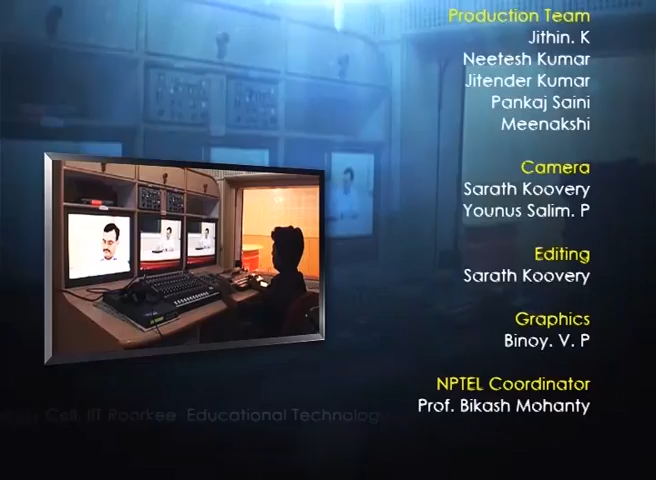 Production Team
Jithin. K
Neetesh Kumar
Jitender Kumar
Pankaj Saini
Meenakshi
Camera
Sarath Koovery
Younus Salim. P
Editing
Sarath Koovery
Graphics
Binoy. V. P
NPTEL Coordinator
Prof. Bikash Mohanty
Cell, IIT Roorkee Educational Technology